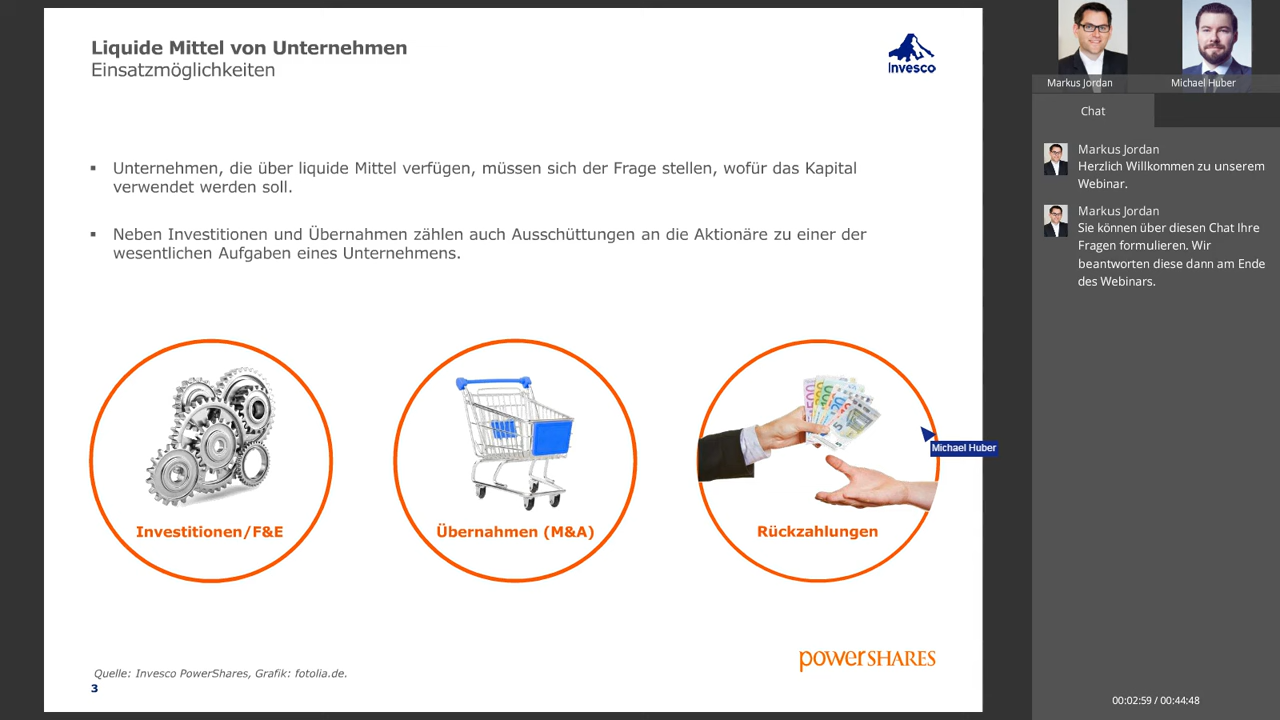 Liquide Mittel von Unternehmen
Einsatzmöglichkeiten
Invesco
▪ Unternehmen, die über liquide Mittel verfügen, müssen sich der Frage stellen, wofür das Kapital
verwendet werden soll.
▪ Neben Investitionen und Übernahmen zählen auch Ausschüttungen an die Aktionäre zu einer der
wesentlichen Aufgaben eines Unternehmens.
Investitionen/F&E
Übernahmen (M&A)
Rückzahlungen
Michael Huber
Quelle: Invesco PowerShares, Grafik: fotolia.de.
3
powerSHARES
Markus Jordan
Michael Huber
Chat
Markus Jordan
Herzlich Willkommen zu unserem
Webinar.
Markus Jordan
Sie können über diesen Chat Ihre
Fragen formulieren. Wir
beantworten diese dann am Ende
des Webinars.
00:02:59 / 00:44:48